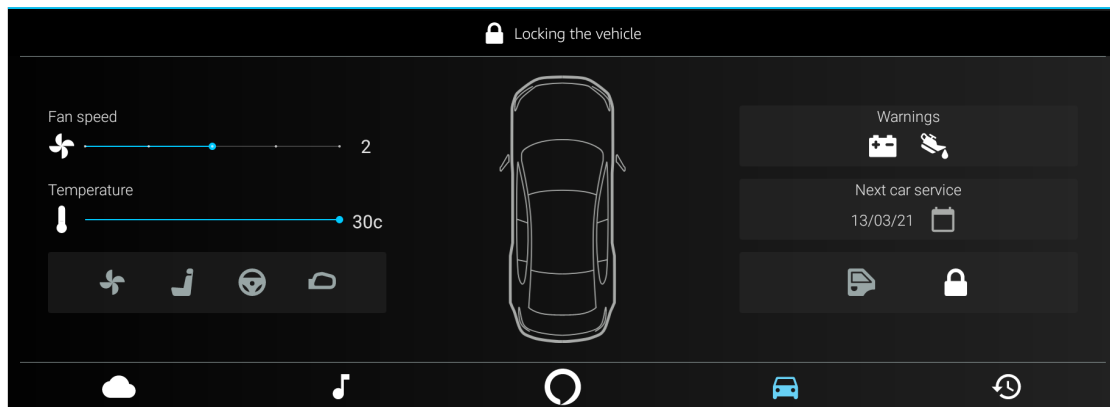 Locking the vehicle
Fan speed
2
Temperature
30c
Warnings
Next car service
13/03/21